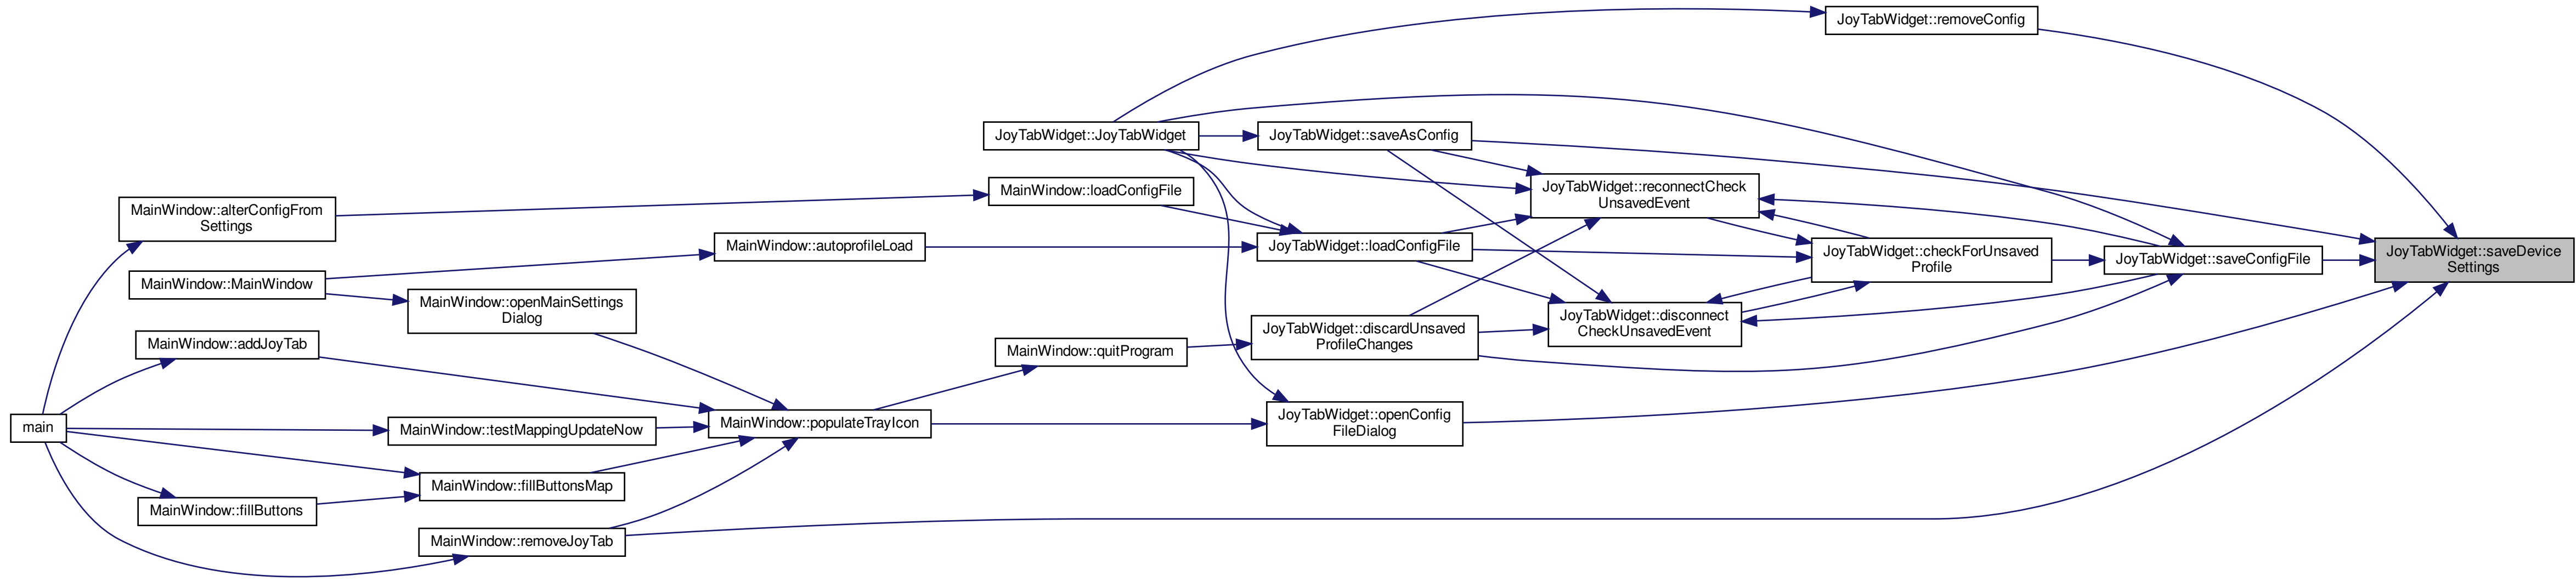 JoyTabWidget::removeConfig
JoyTabWidget::JoyTabWidget
JoyTabWidget::saveAsConfig
MainWindow::loadConfigFile
JoyTabWidget::reconnectCheck
UnsavedEvent
MainWindow::alterConfigFrom
Settings
MainWindow::autoprofileLoad
JoyTabWidget::loadConfigFile
JoyTabWidget::checkForUnsaved
Profile
JoyTabWidget::saveConfigFile
JoyTabWidget::saveDevice
Settings
MainWindow::MainWindow
MainWindow::openMainSettings
Dialog
JoyTabWidget::disconnect
CheckUnsavedEvent
MainWindow::addJoyTab
MainWindow::quitProgram
JoyTabWidget::discardUnsaved
ProfileChanges
main
MainWindow::testMappingUpdateNow
MainWindow::populateTrayIcon
JoyTabWidget::openConfig
FileDialog
MainWindow::fillButtonsMap
MainWindow::fillButtons
MainWindow::removeJoyTab